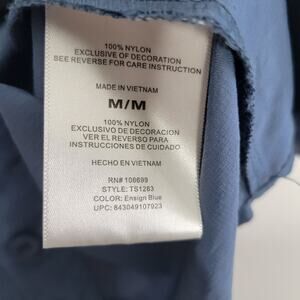 100% NYLON
EXCLUSIVE OF DECORATION
SEE REVERSE FOR CARE INSTRUCTION
MADE IN VIETNAM
M/M
100% NYLON
EXCLUSIVO DE DECORACION
VER EL REVERSO PARA
INSTRUCCIONES DE CUIDADO
HECHO EN VIETNAM
RN# 106699
STYLE: TS1263
COLOR: Ensign Blue
UPC: 843049107923